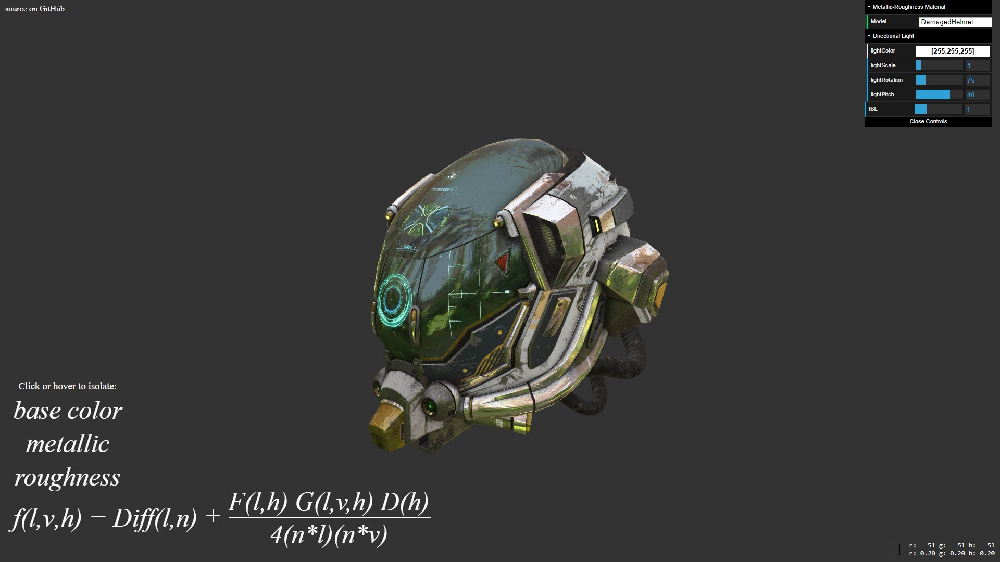 source on GitHub
Metallic-Roughness Material
Model DamagedHelmet
Directional Light
lightColor [255,255,255]
lightScale 1
lightRotation 75
lightPitch 40
IBL 1
Close Controls
Click or hover to isolate:
base color
metallic
roughness
f(l,v,h) = Diff(l,n) + F(l,h) G(l,v,h) D(h)
4(n*l)(n*v)
r: 51 g: 51 b: 51
r: 0.20 g: 0.20 b: 0.20